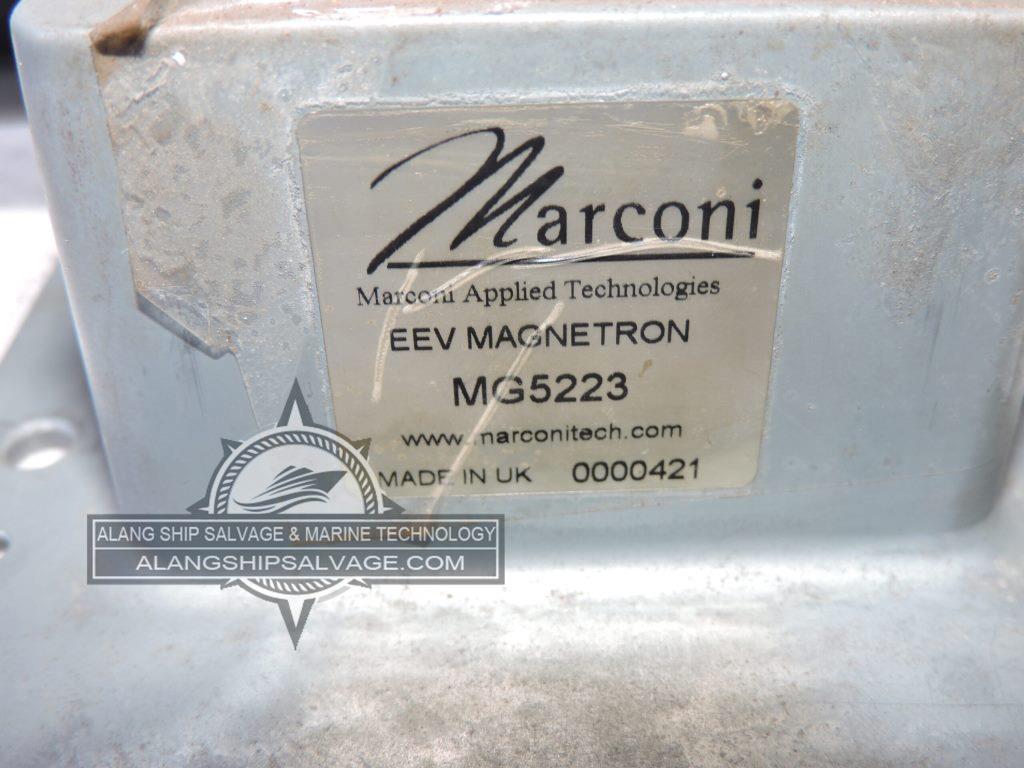 Marconi
Marconi Applied Technologies
EEV MAGNETRON
MG5223
www.marconitech.com
MADE IN UK 0000421
ALANG SHIP SALVAGE & MARINE TECHNOLOGY
ALANGSHIPSALVAGE.COM